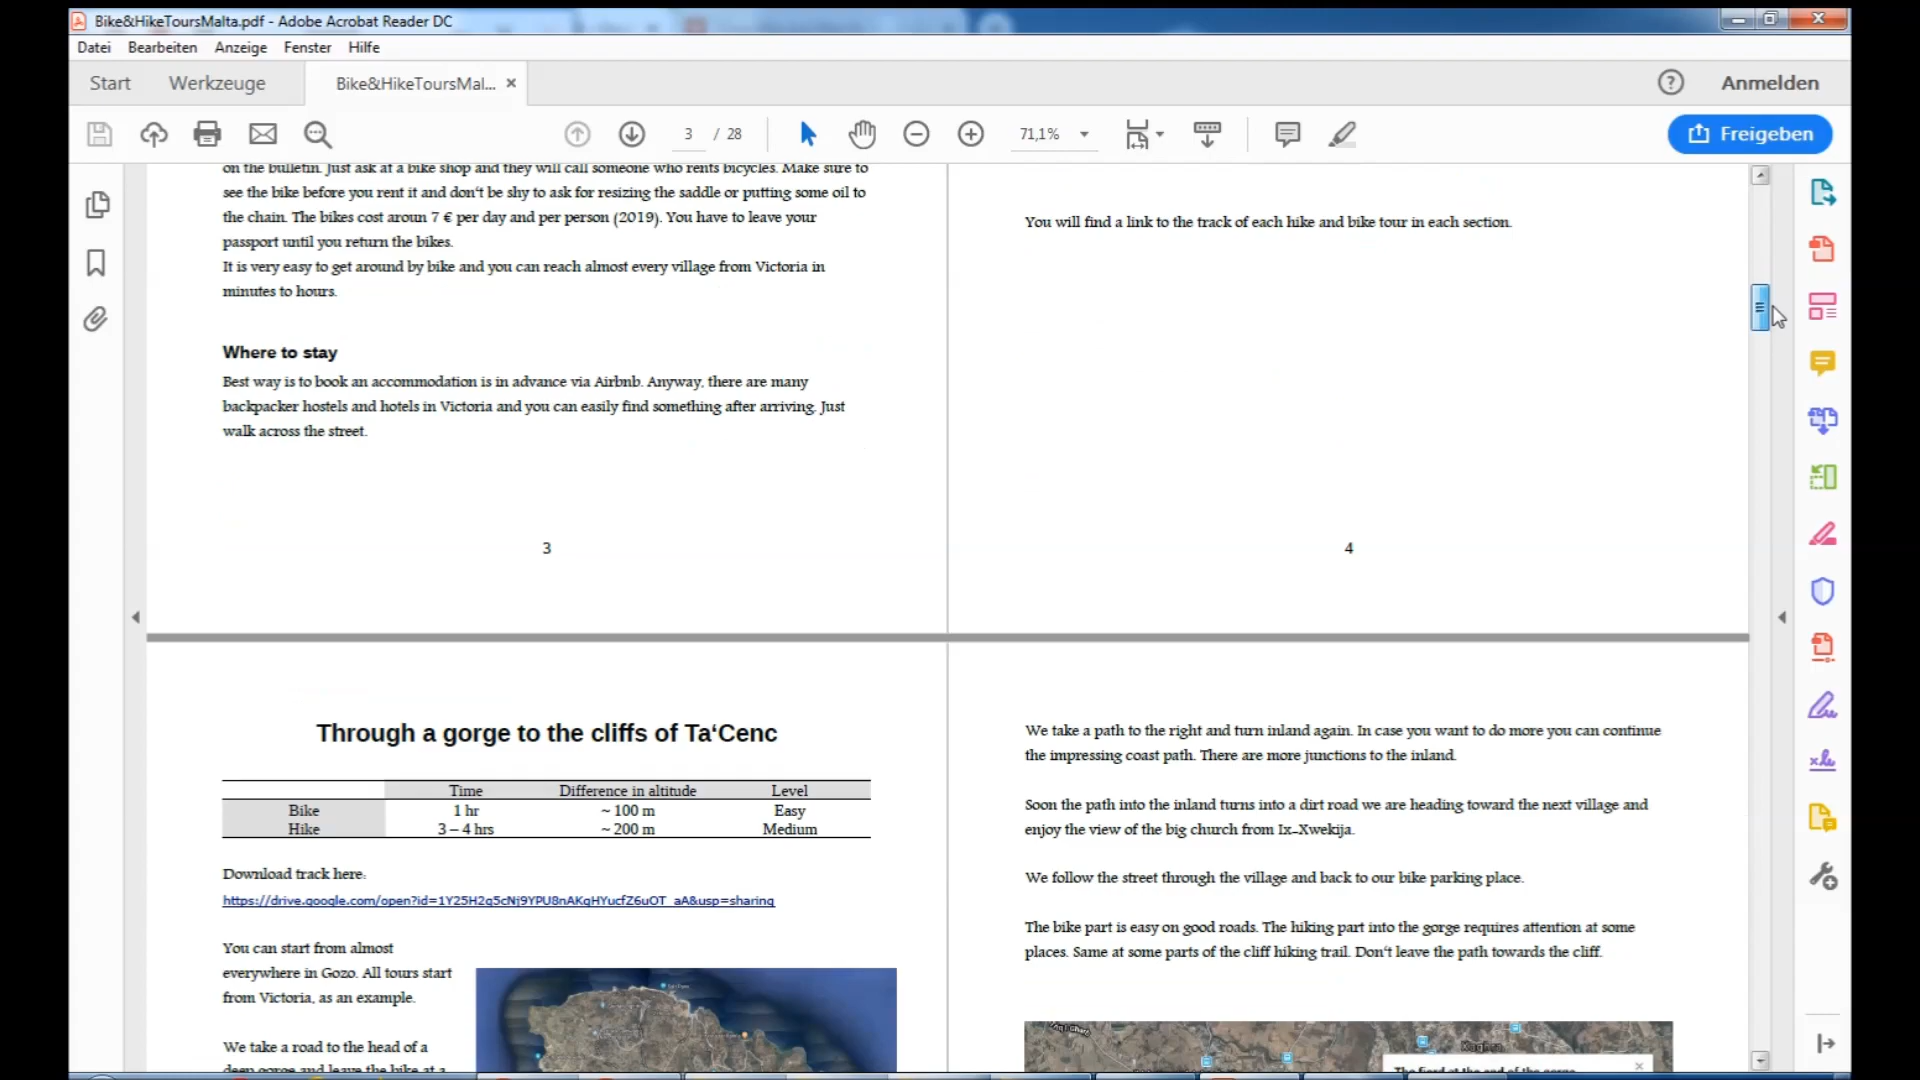 Bike&HikeToursMalta.pdf - Adobe Acrobat Reader DC
Datei Bearbeiten Anzeige Fenster Hilfe
Start Werkzeuge Bike&HikeToursMal... Anmelden
3 / 28 71,1% Freigeben
on the bulletin. Just ask at a bike shop and they will call someone who rents bicycles. Make sure to
see the bike before you rent it and don't be shy to ask for resizing the saddle or putting some oil to
the chain. The bikes cost aroun 7 € per day and per person (2019). You have to leave your
passport until you return the bikes.
It is very easy to get around by bike and you can reach almost every village from Victoria in
minutes to hours.
Where to stay
Best way is to book an accommodation is in advance via Airbnb. Anyway, there are many
backpacker hostels and hotels in Victoria and you can easily find something after arriving. Just
walk across the street.
3
You will find a link to the track of each hike and bike tour in each section.
4
Through a gorge to the cliffs of Ta‘Cenc
Time Difference in altitude Level
Bike 1 hr ~ 100 m Easy
Hike 3 – 4 hrs ~ 200 m Medium
Download track here:
https://drive.google.com/open?id=1Y25H2q5cNj9YPU8nAKqHYucfZ6uOT_aA&usp=sharing
You can start from almost
everywhere in Gozo. All tours start
from Victoria, as an example.
We take a road to the head of a
deep gorge and leave the bike at a
We take a path to the right and turn inland again. In case you want to do more you can continue
the impressing coast path. There are more junctions to the inland.
Soon the path into the inland turns into a dirt road we are heading toward the next village and
enjoy the view of the big church from Ix-Xwekija.
We follow the street through the village and back to our bike parking place.
The bike part is easy on good roads. The hiking part into the gorge requires attention at some
places. Same at some parts of the cliff hiking trail. Don't leave the path towards the cliff.
The fjord at the end of the gorge